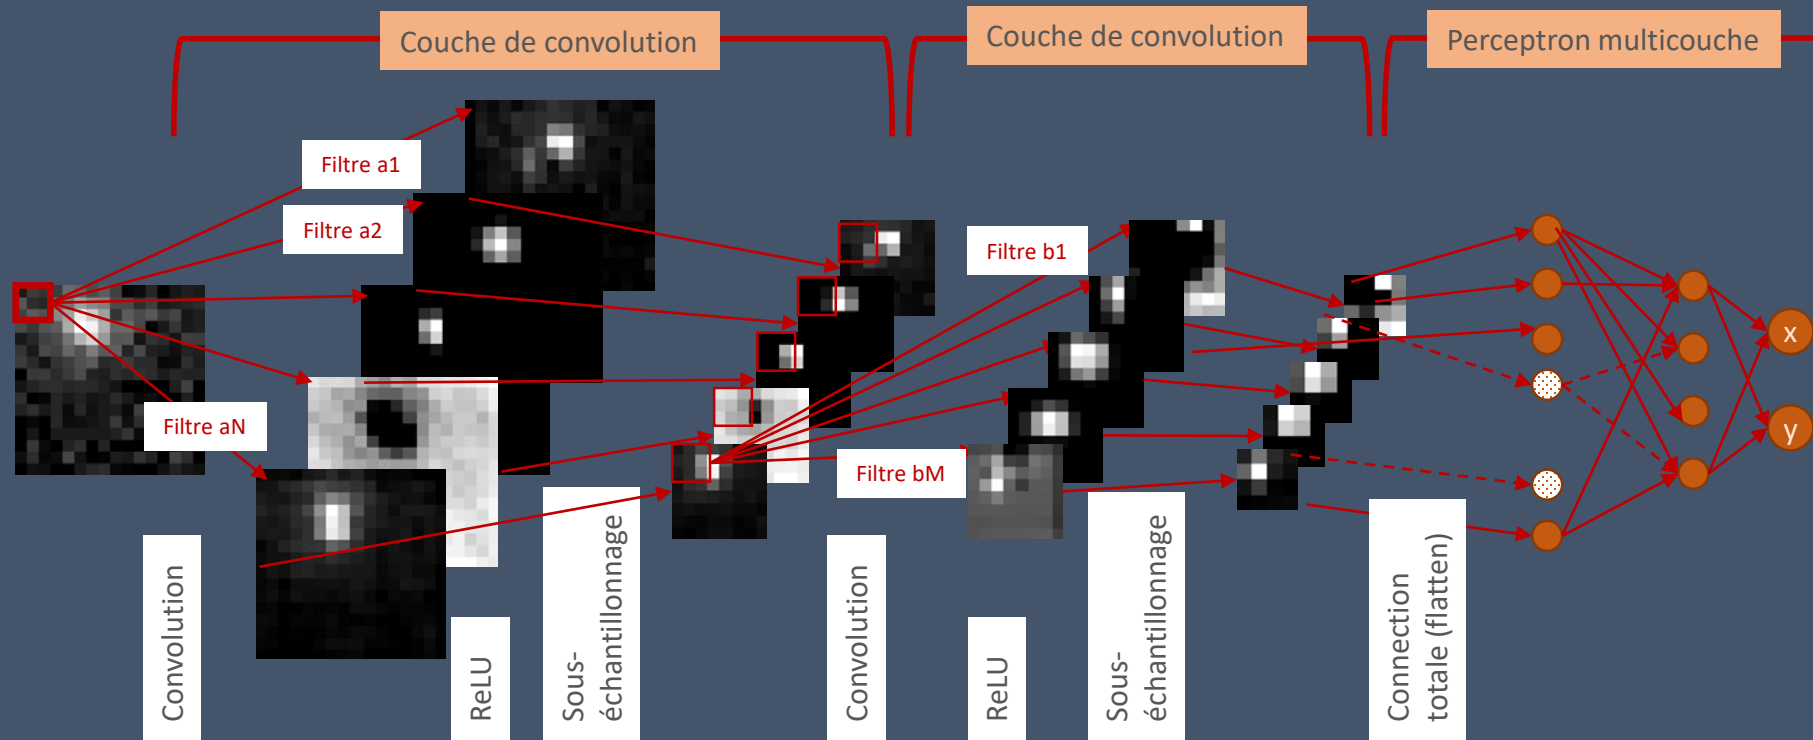 Couche de convolution
Couche de convolution
Perceptron multicouche
Filtre a1
Filtre a2
Filtre aN
Filtre b1
Filtre bM
x
y
Convolution
ReLU
Sous-
échantillonnage
Convolution
ReLU
Sous-
échantillonnage
Connection
totale (flatten)